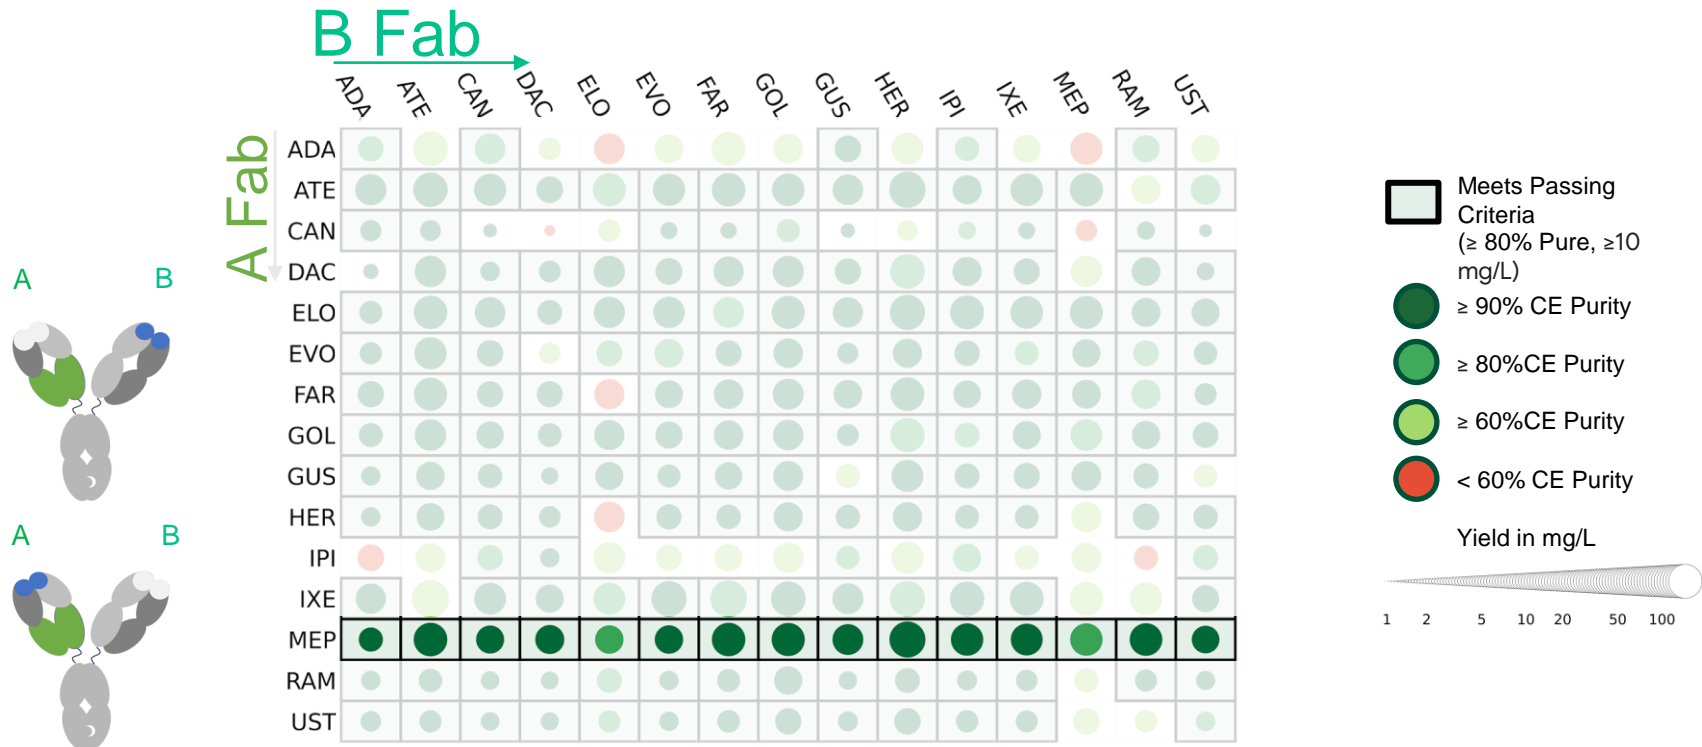 B Fab
ADA ATE CAN DAC ELO EVO FAR GOL GUS HER IPI IXE MEP RAM UST
A Fab
ADA
ATE
CAN
DAC
ELO
EVO
FAR
GOL
GUS
HER
IPI
IXE
MEP
RAM
UST
A B
A B
Meets Passing
Criteria
(≥ 80% Pure, ≥10
mg/L)
≥ 90% CE Purity
≥ 80%CE Purity
≥ 60%CE Purity
< 60% CE Purity
Yield in mg/L
1 2 5 10 20 50 100